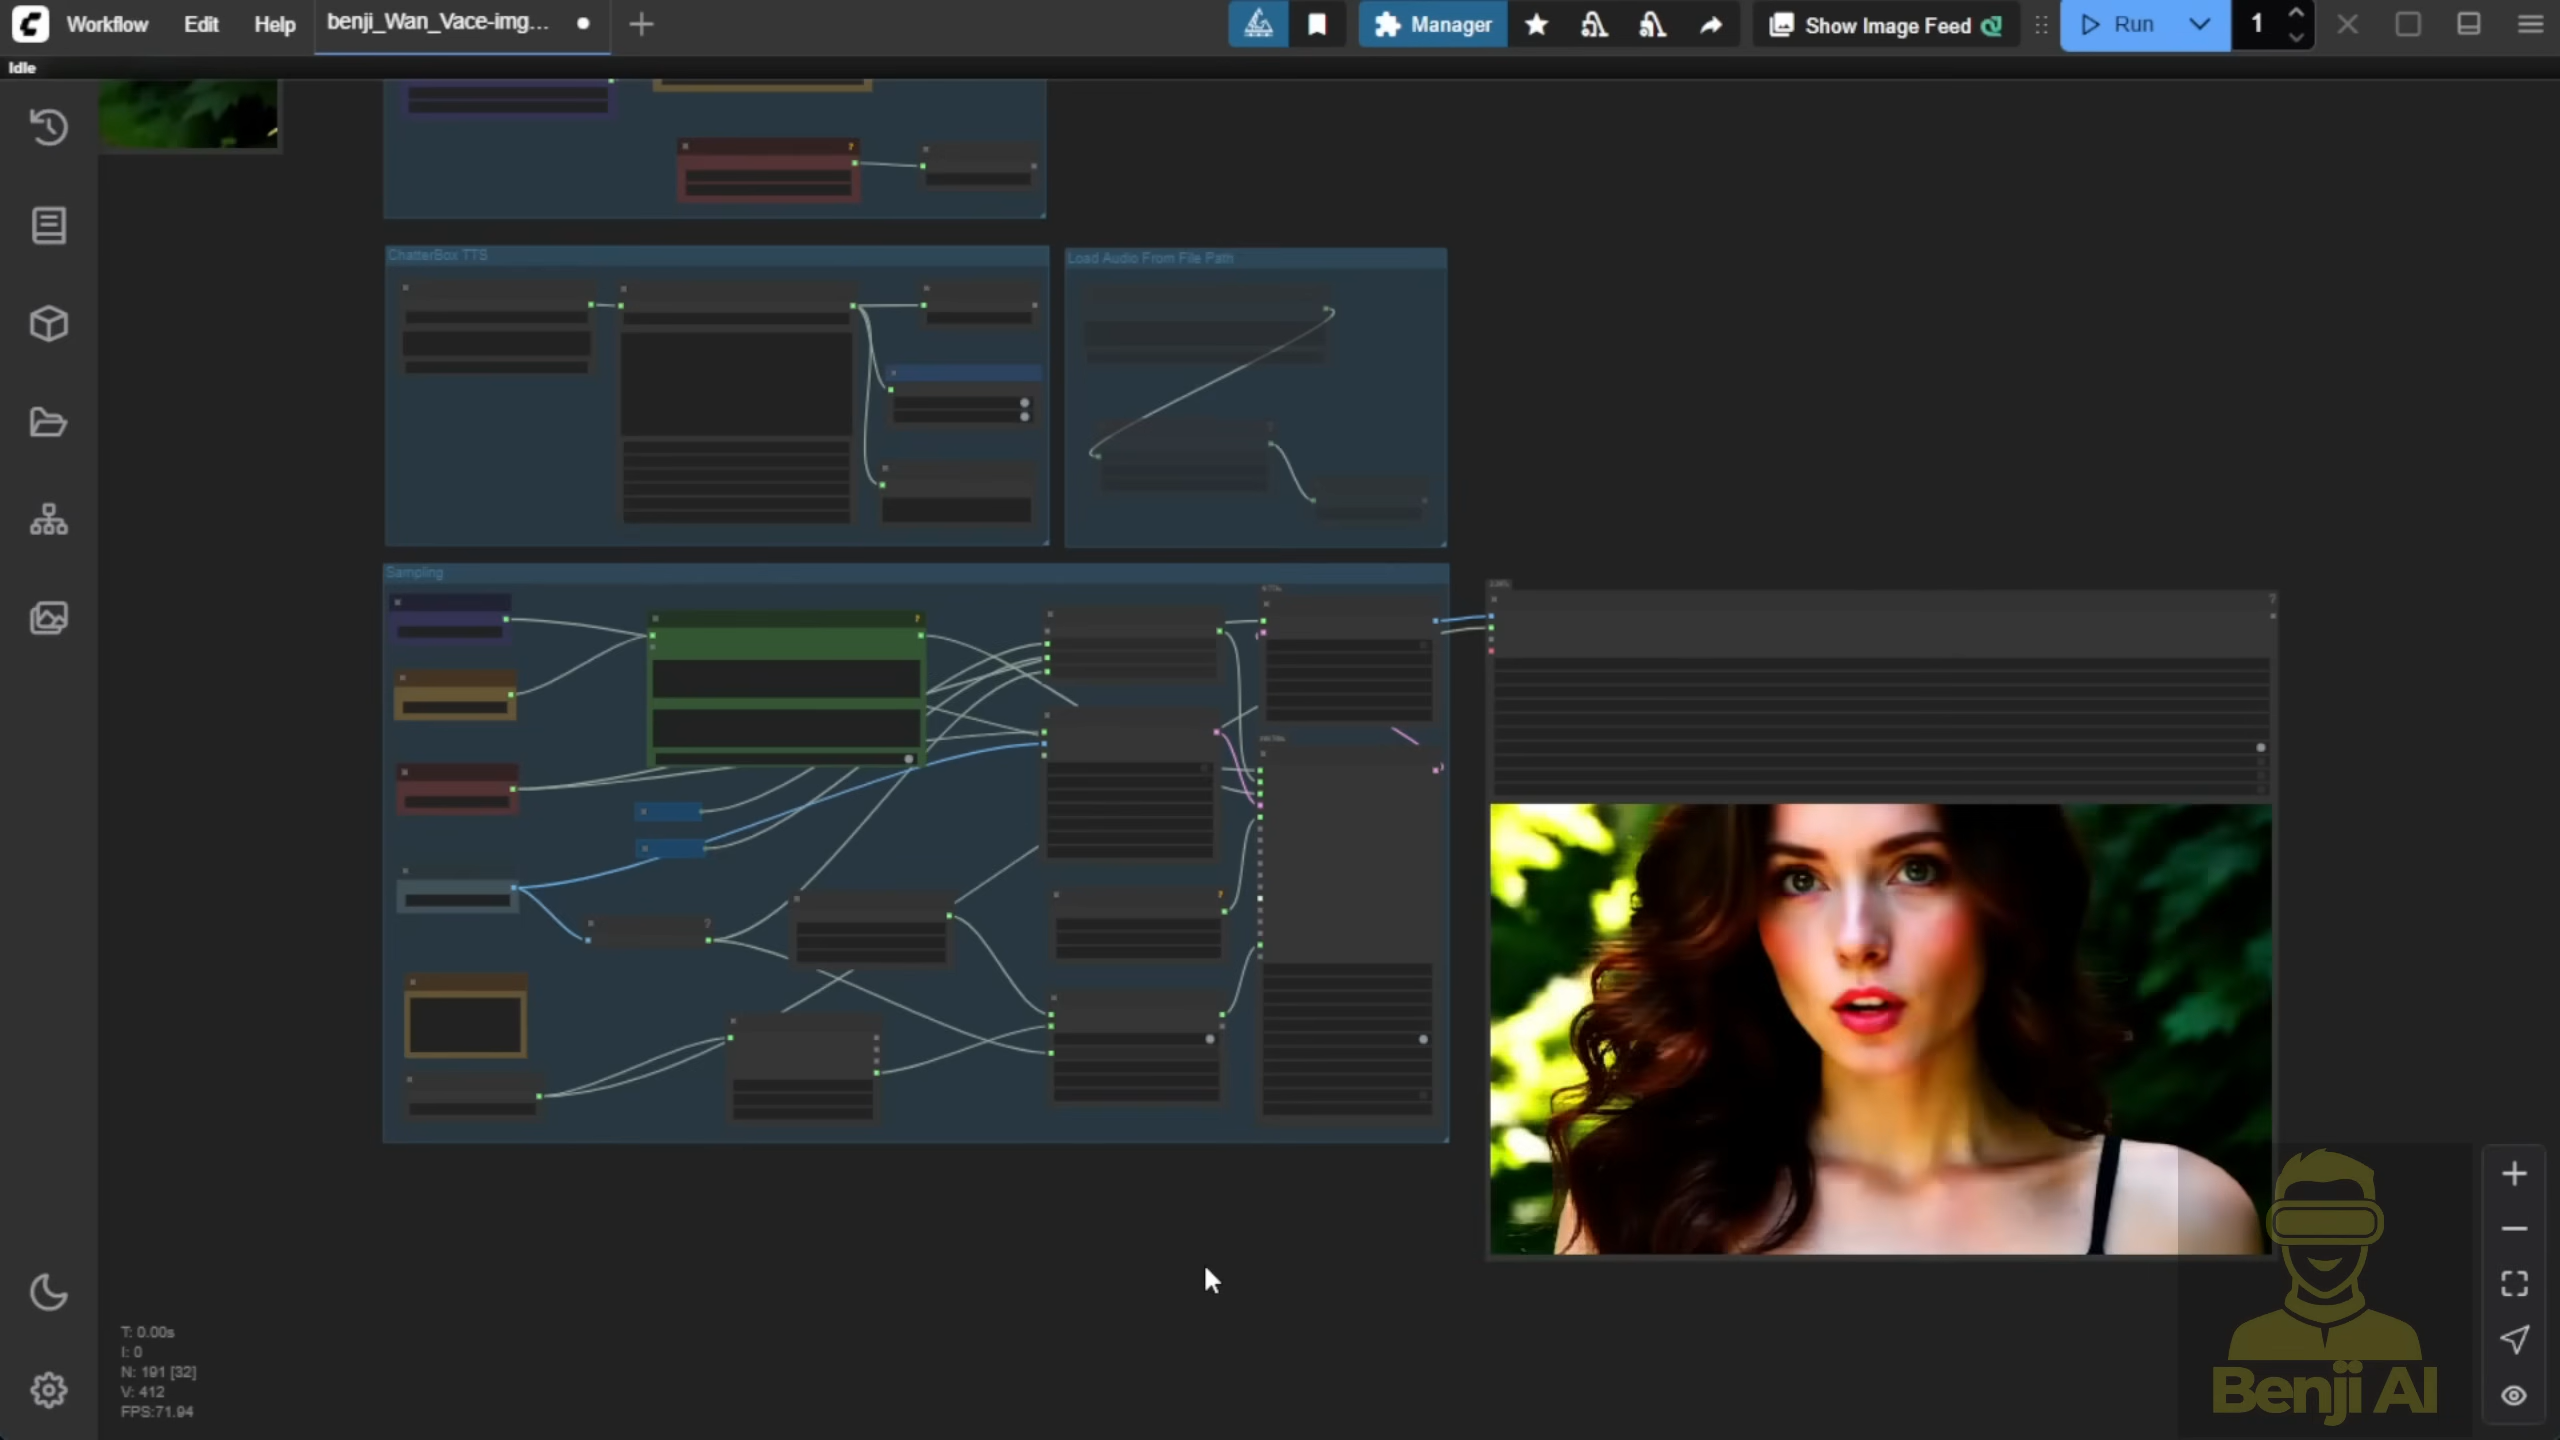 Workflow Edit Help benji_Wan_Vace-img... Manager Show Image Feed Run 1
Idle
ChatterBox TTS
Load Audio From File Path
Sampling
T: 0.00s
I: 0
N: 191 [32]
V: 412
FPS:71.94
Benji AI